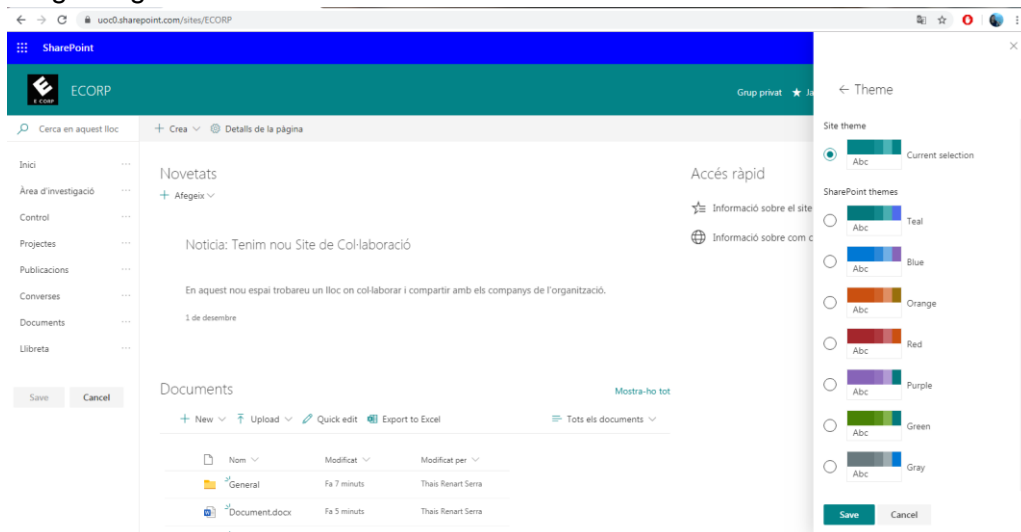 uoc0.sharepoint.com/sites/ECORP
SharePoint
E CORP
ECORP
Grup privat
Cerca en aquest lloc
Crea
Detalls de la pàgina
Inici
Àrea d'investigació
Control
Projectes
Publicacions
Converses
Documents
Llibreta
Save Cancel
Novetats
Afegeix
Noticia: Tenim nou Site de Col·laboració
En aquest nou espai trobareu un lloc on col·laborar i compartir amb els companys de l'organització.
1 de desembre
Accés ràpid
Informació sobre el site
Informació sobre com c
Documents
Mostra-ho tot
New Upload Quick edit Export to Excel Tots els documents
Nom Modificat Modificat per
General Fa 7 minuts Thais Renart Serra
Document.docx Fa 5 minuts Thais Renart Serra
Theme
Site theme
Abc Current selection
SharePoint themes
Abc Teal
Abc Blue
Abc Orange
Abc Red
Abc Purple
Abc Green
Abc Gray
Save Cancel